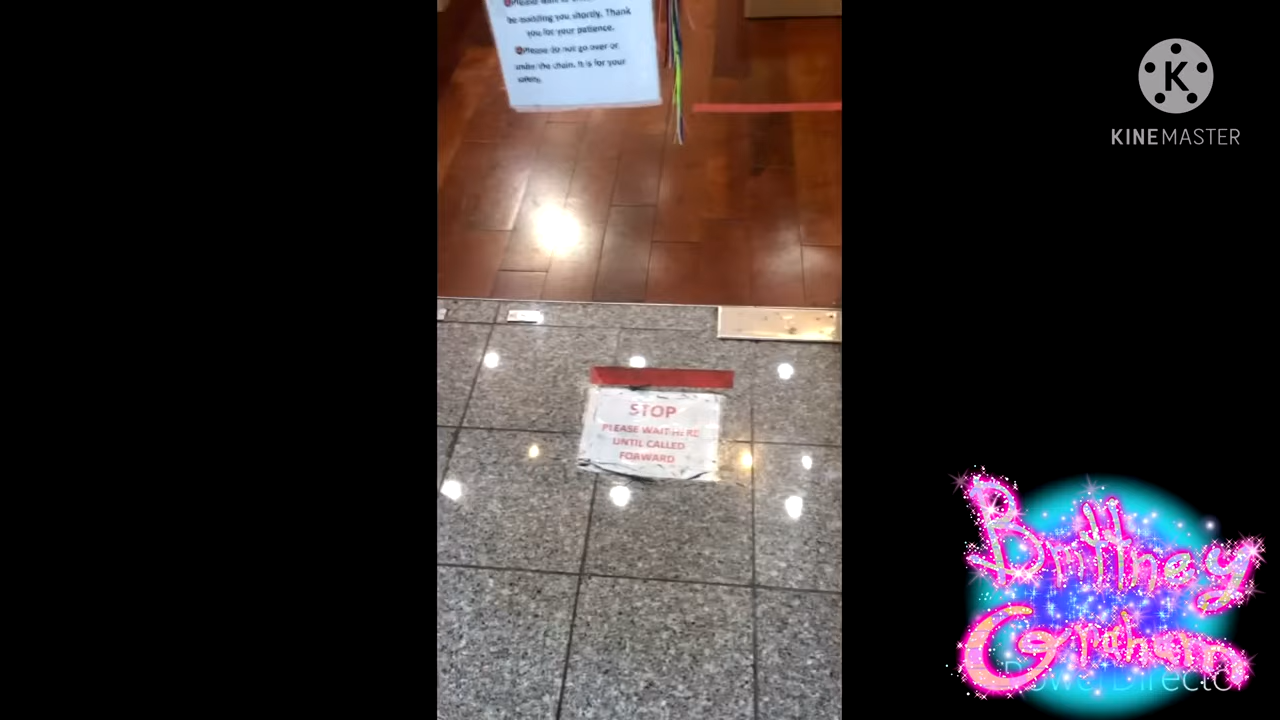 be assisting you shortly. Thank
you for your patience.
Please do not go over or
under the chain. It is for your
safety.
STOP
PLEASE WAIT HERE
UNTIL CALLED
FORWARD
KINEMASTER
Brittney
Graham
PowerDirector